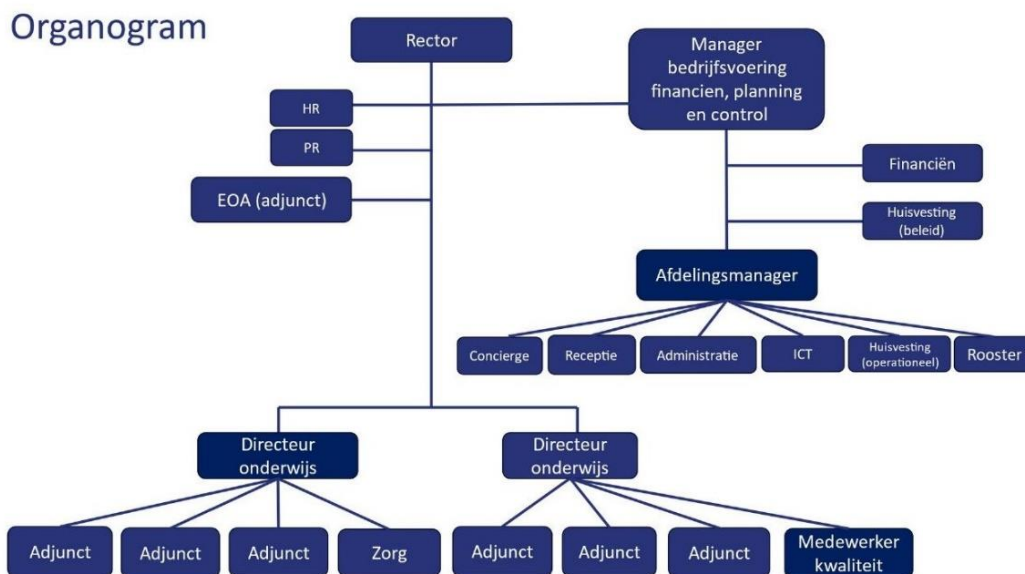 Organogram
Rector
Manager
bedrijfsvoering
financien, planning
en control
HR
PR
EOA (adjunct)
Financiën
Huisvesting
(beleid)
Afdelingsmanager
Concierge
Receptie
Administratie
ICT
Huisvesting
(operationeel)
Rooster
Directeur
onderwijs
Directeur
onderwijs
Adjunct
Adjunct
Adjunct
Zorg
Adjunct
Adjunct
Adjunct
Medewerker
kwaliteit